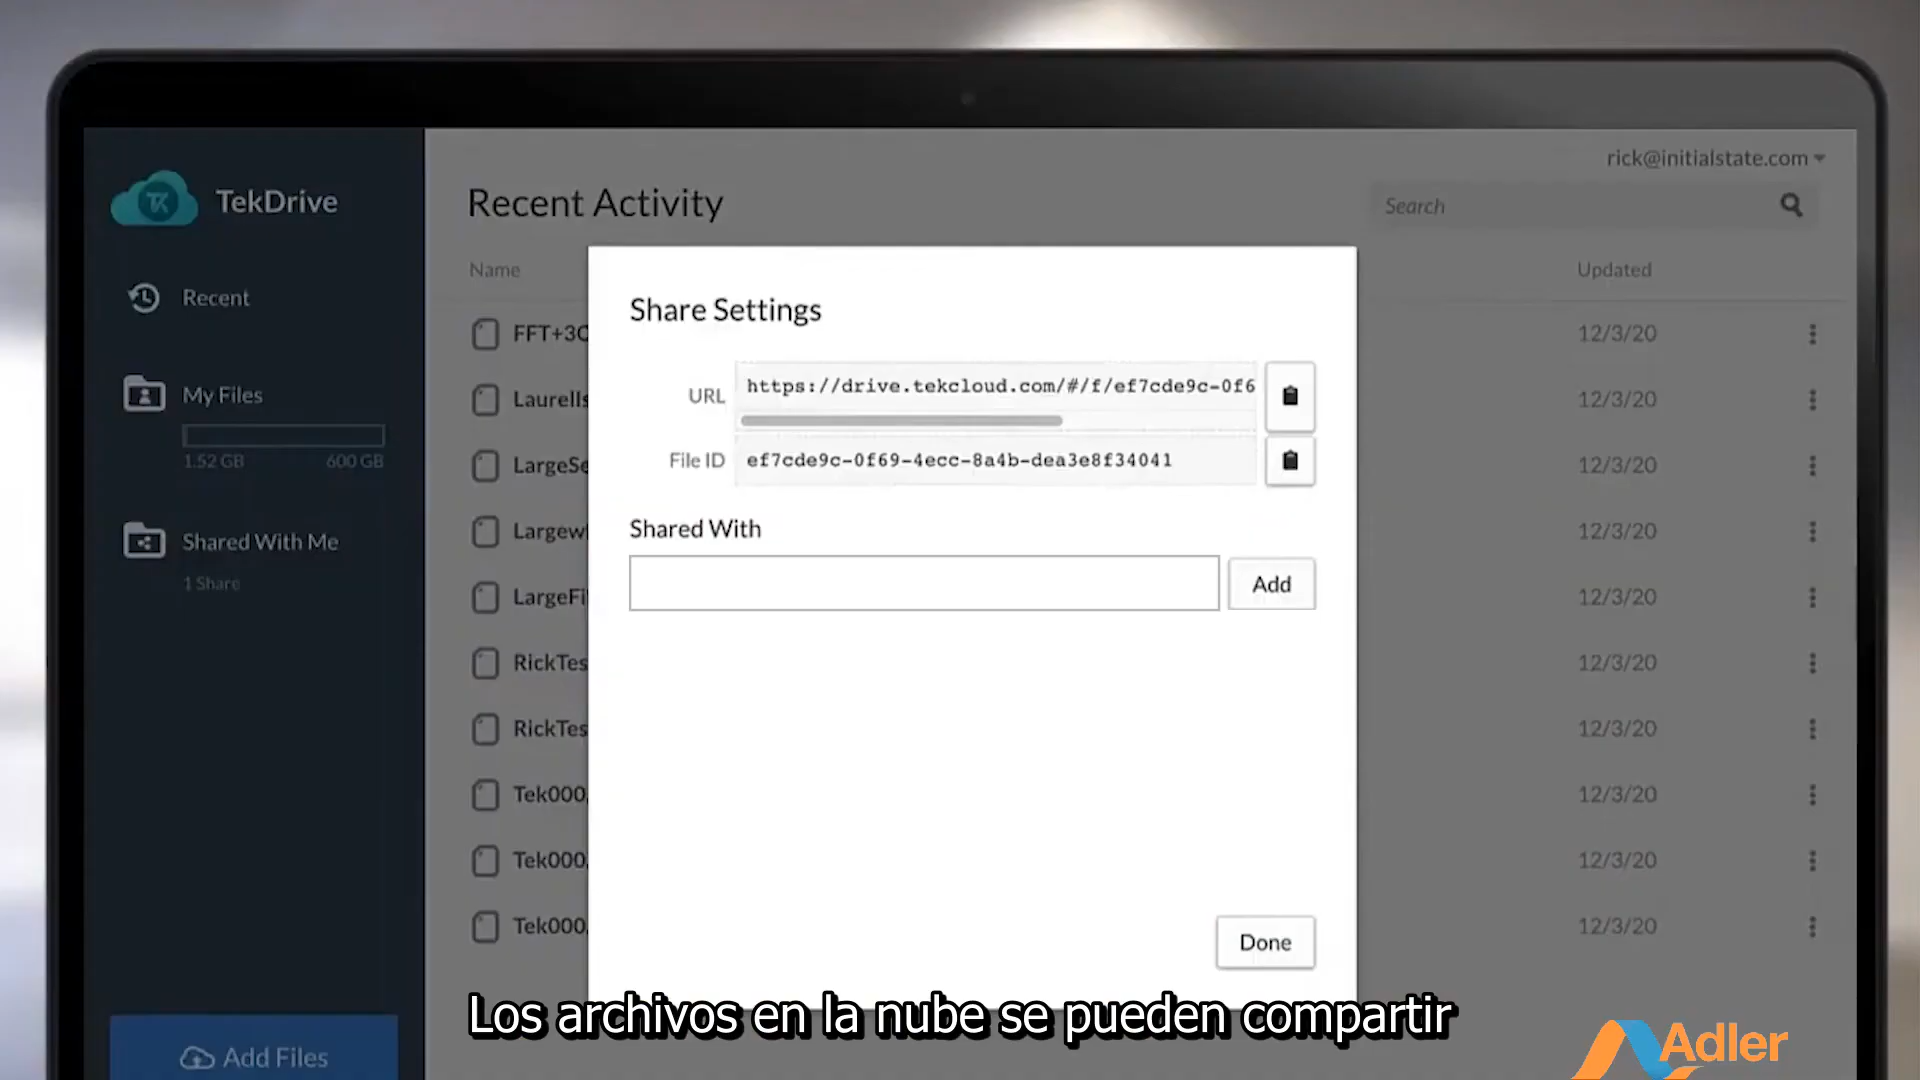 rick@initialstate.com
TekDrive
Recent Activity
Search
Name
Updated
Recent
My Files
1.52 GB
600 GB
Shared With Me
1 Share
Add Files
FFT+3
12/3/20
LaurelIs
12/3/20
LargeSe
12/3/20
Largew
12/3/20
LargeFi
12/3/20
RickTes
12/3/20
RickTes
12/3/20
Tek000
12/3/20
Tek000
12/3/20
Tek000
12/3/20
Share Settings
URL
https://drive.tekcloud.com/#/f/ef7cde9c-0f6
File ID
ef7cde9c-0f69-4ecc-8a4b-dea3e8f34041
Shared With
Add
Done
Los archivos en la nube se pueden compartir
Adler